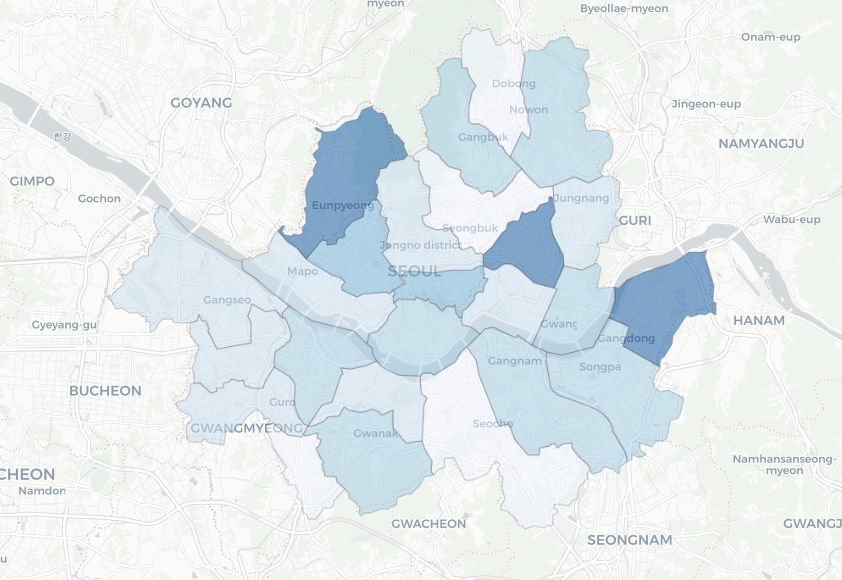 myeon
Byeollae-myeon
Onam-eup
Dobong
GOYANG
Jingeon-eup
Nowon
한강
Gangbuk
NAMYANGJU
GIMPO
Gochon
Eunpyeong
Jungnang
GURI
Wabu-eup
Seongbuk
Jongno district
Mapo
SEOUL
Gangseo
Gyeyang-gu
Gwang
HANAM
Gangdong
Gangnam
Songpa
BUCHEON
Guro
GWANGMYEONG
Gwanak
Seocho
Namhansanseong-
myeon
CHEON
Namdon
GWACHEON
GWANGJ
SEONGNAM
u